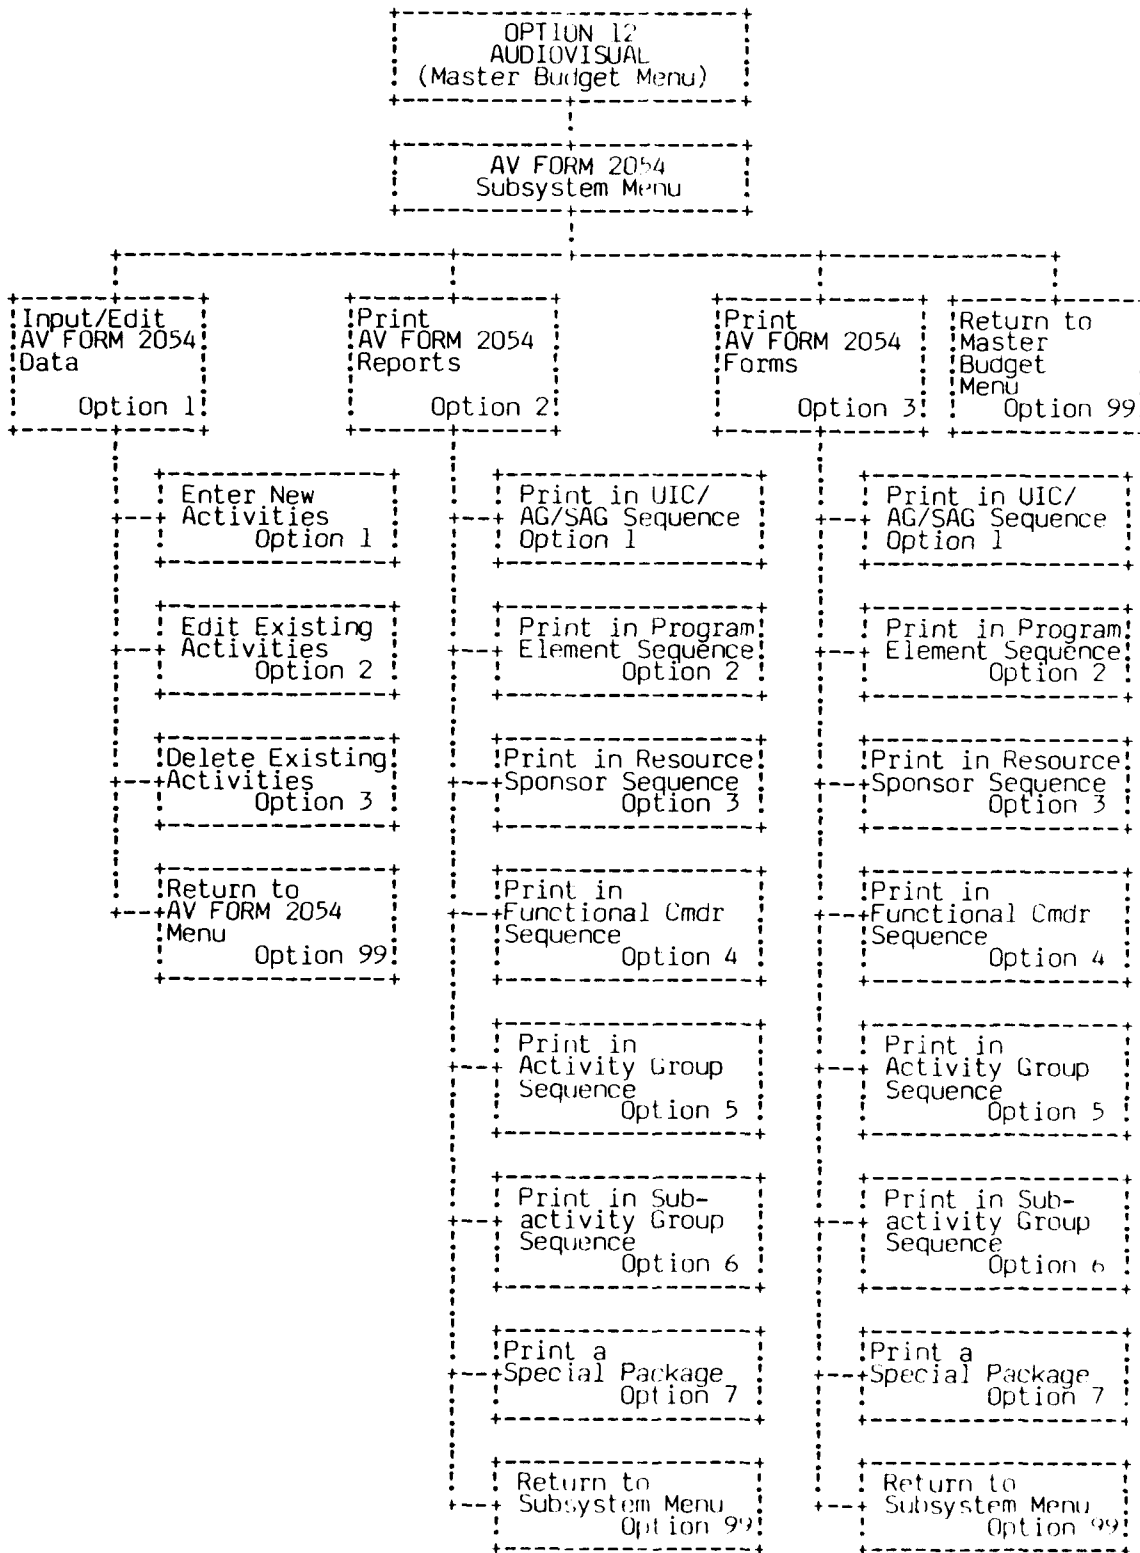 OPTION 12
AUDIOVISUAL
(Master Budget Menu)
AV FORM 2054
Subsystem Menu
Input/Edit
AV FORM 2054
Data
Option 1
Print
AV FORM 2054
Reports
Option 2
Print
AV FORM 2054
Forms
Option 3
Return to
Master
Budget
Menu
Option 99
Enter New
Activities
Option 1
Edit Existing
Activities
Option 2
Delete Existing
Activities
Option 3
Return to
AV FORM 2054
Menu
Option 99
Print in UIC/
AG/SAG Sequence
Option 1
Print in Program
Element Sequence
Option 2
Print in Resource
Sponsor Sequence
Option 3
Print in
Functional Cmdr
Sequence
Option 4
Print in
Activity Group
Sequence
Option 5
Print in Sub-
activity Group
Sequence
Option 6
Print a
Special Package
Option 7
Return to
Subsystem Menu
Option 99
Print in UIC/
AG/SAG Sequence
Option 1
Print in Program
Element Sequence
Option 2
Print in Resource
Sponsor Sequence
Option 3
Print in
Functional Cmdr
Sequence
Option 4
Print in
Activity Group
Sequence
Option 5
Print in Sub-
activity Group
Sequence
Option 6
Print a
Special Package
Option 7
Return to
Subsystem Menu
Option 99